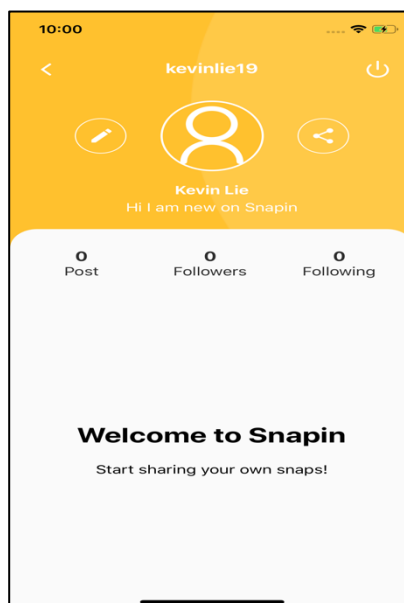 10:00
kevinlie19
Kevin Lie
Hi I am new on Snapin
0 0 0
Post Followers Following
Welcome to Snapin
Start sharing your own snaps!